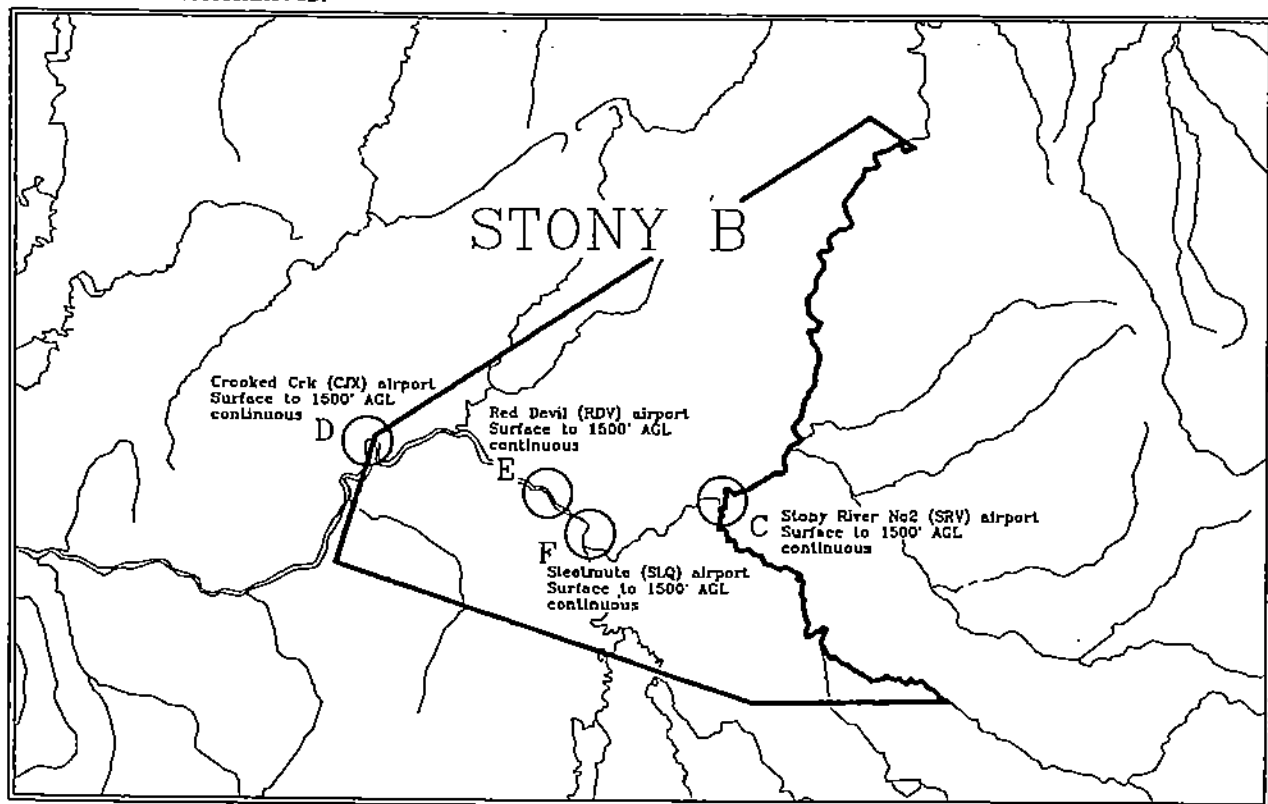 STONY B
Crooked Crk (CJX) airport
Surface to 1500' AGL
continuous
D
Red Devil (RDV) airport
Surface to 1500' AGL
continuous
E
C
Stony River No2 (SRV) airport
Surface to 1500' AGL
continuous
F
Sleetmute (SLQ) airport
Surface to 1500' AGL
continuous